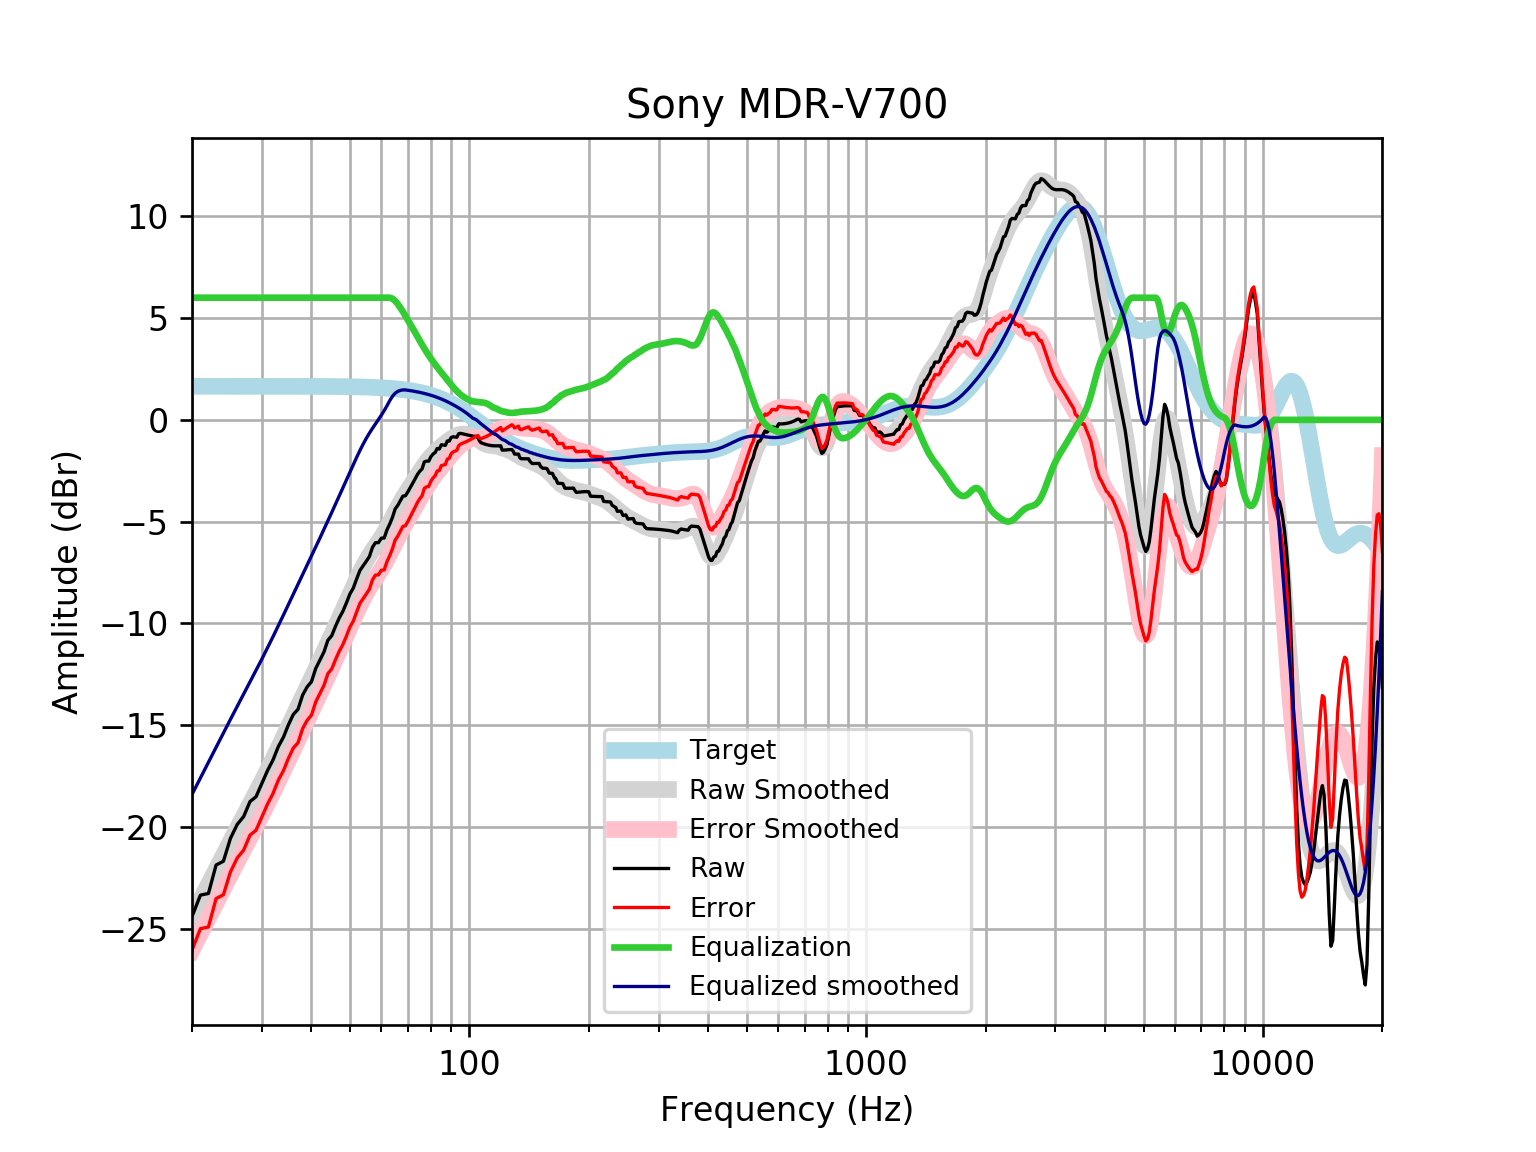 Sony MDR-V700
Amplitude (dBr)
10
5
0
−5
−10
−15
−20
−25
Target
Raw Smoothed
Error Smoothed
Raw
Error
Equalization
Equalized smoothed
100
1000
10000
Frequency (Hz)